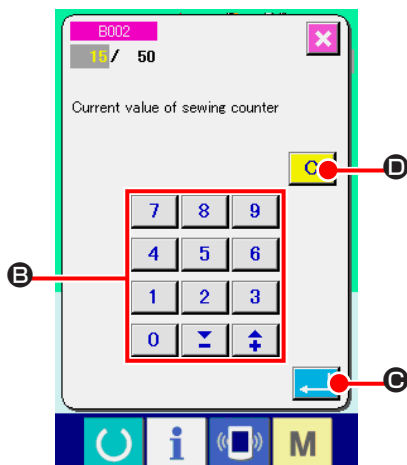 B002
15/ 50
Current value of sewing counter
C
D
7 8 9
4 5 6
B
1 2 3
0 − +
C
i M